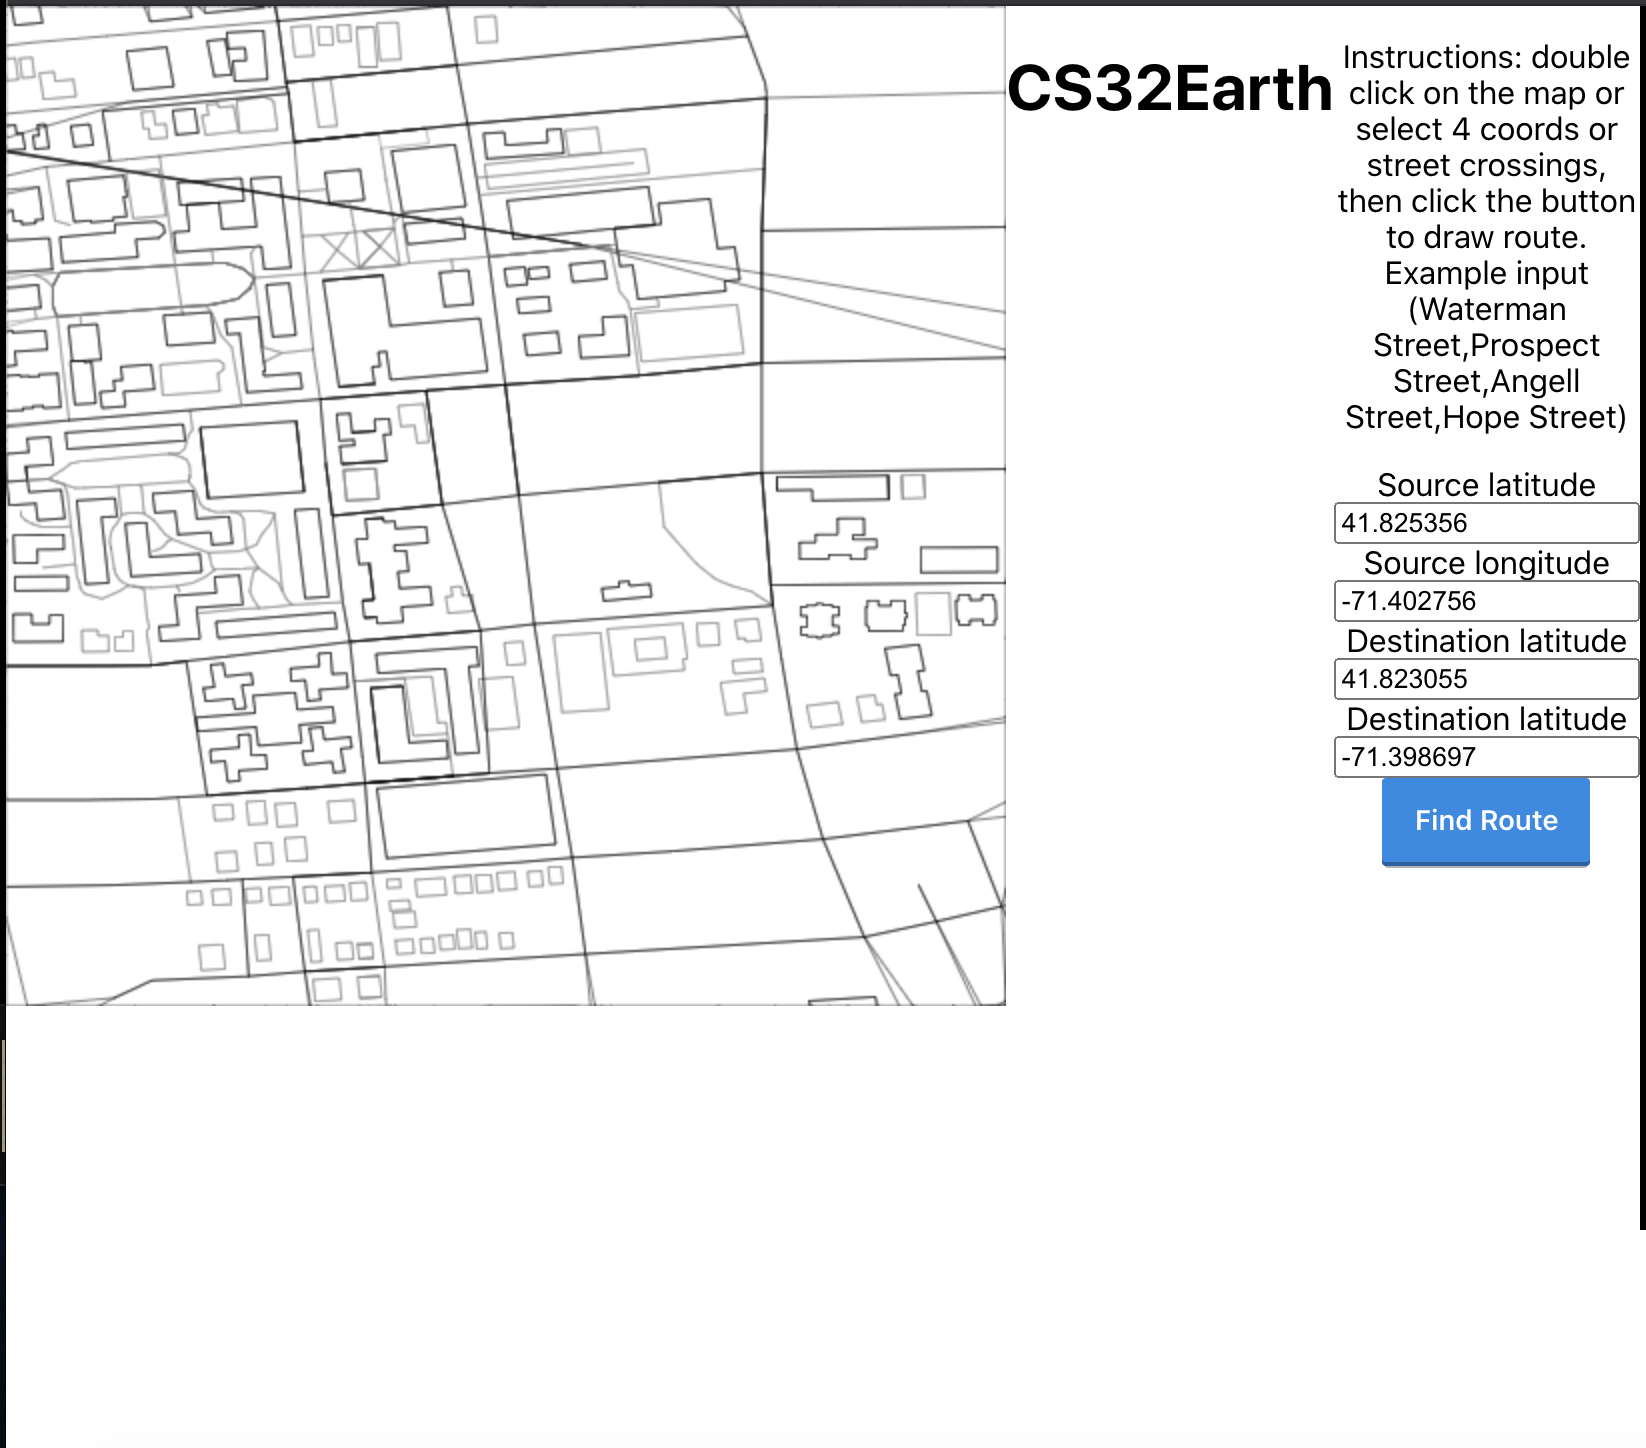 CS32Earth
Instructions: double
click on the map or
select 4 coords or
street crossings,
then click the button
to draw route.
Example input
(Waterman
Street,Prospect
Street,Angell
Street,Hope Street)
Source latitude
41.825356
Source longitude
-71.402756
Destination latitude
41.823055
Destination latitude
-71.398697
Find Route